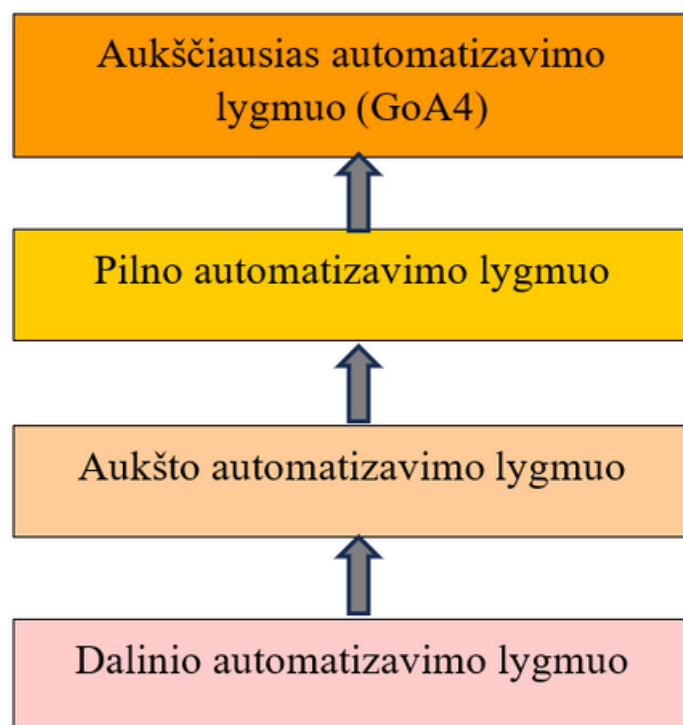 Aukščiausias automatizavimo
lygmuo (GoA4)
Pilno automatizavimo lygmuo
Aukšto automatizavimo lygmuo
Dalinio automatizavimo lygmuo